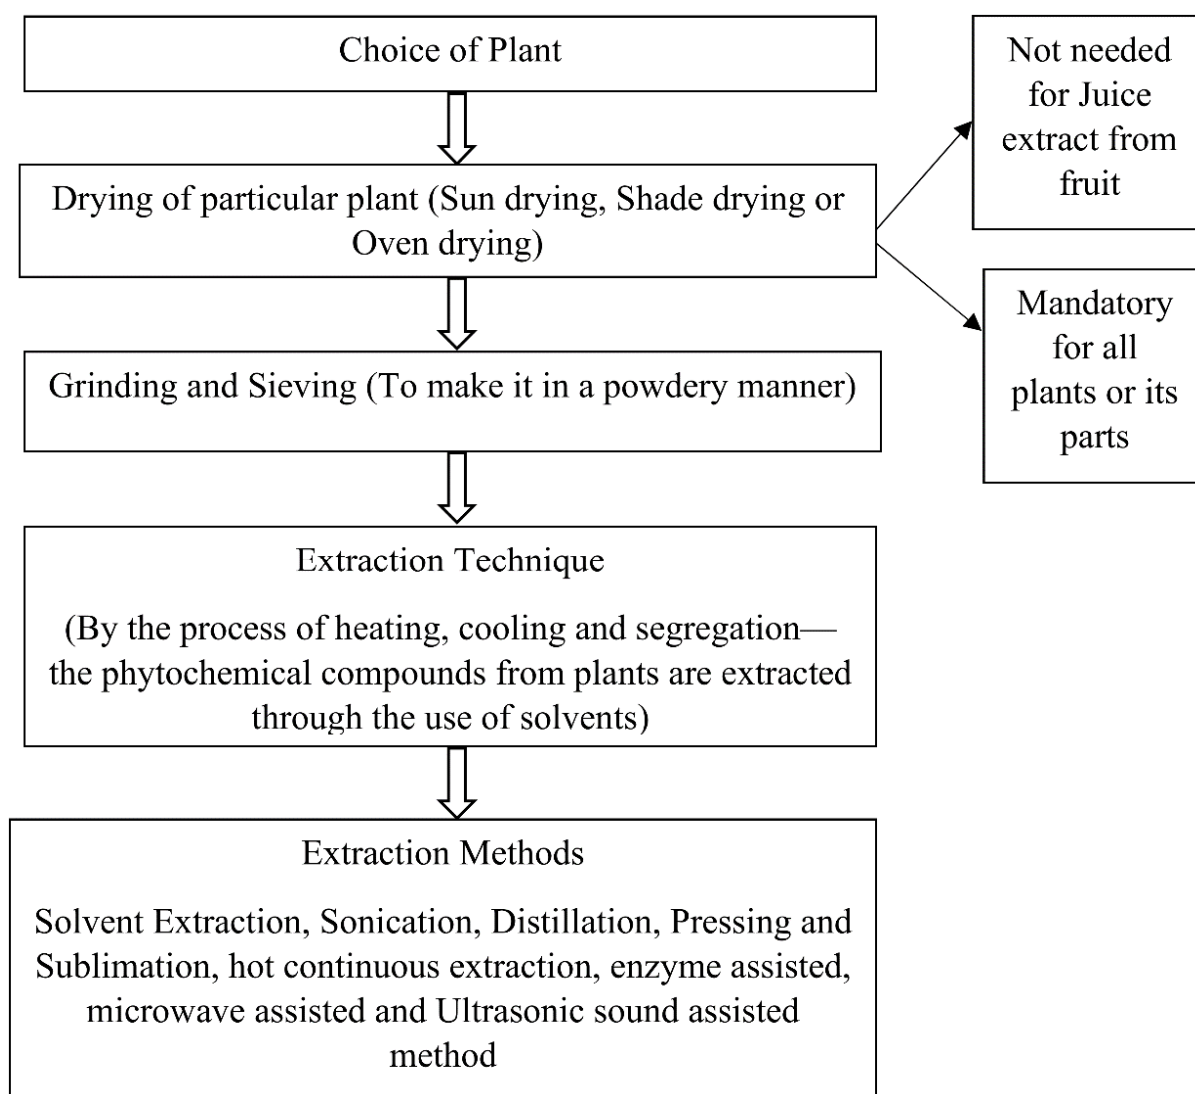 Choice of Plant
Drying of particular plant (Sun drying, Shade drying or
Oven drying)
Not needed
for Juice
extract from
fruit
Mandatory
for all
plants or its
parts
Grinding and Sieving (To make it in a powdery manner)
Extraction Technique
(By the process of heating, cooling and segregation—
the phytochemical compounds from plants are extracted
through the use of solvents)
Extraction Methods
Solvent Extraction, Sonication, Distillation, Pressing and
Sublimation, hot continuous extraction, enzyme assisted,
microwave assisted and Ultrasonic sound assisted
method